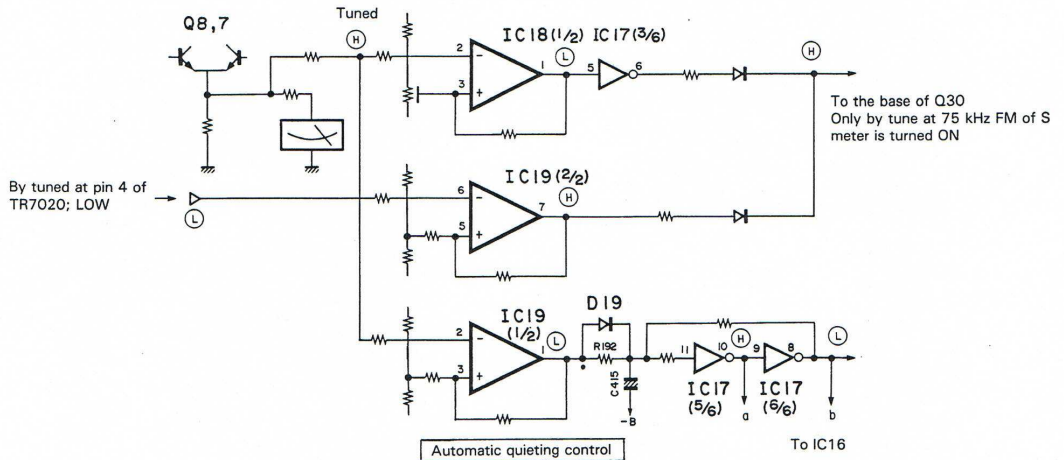 Tuned
Q8,7
H
IC18(1/2) IC17(3/6)
L
H
2
−
3
+
1
5
6
To the base of Q30
Only by tune at 75 kHz FM of S
meter is turned ON
By tuned at pin 4 of
TR7020; LOW
L
IC19(2/2)
H
6
−
5
+
7
IC19
(1/2)
L
2
−
3
+
1
D19
R192
C415
−B
11
10
H
9
8
L
IC17
(5/6)
IC17
(6/6)
a
b
Automatic quieting control
To IC16